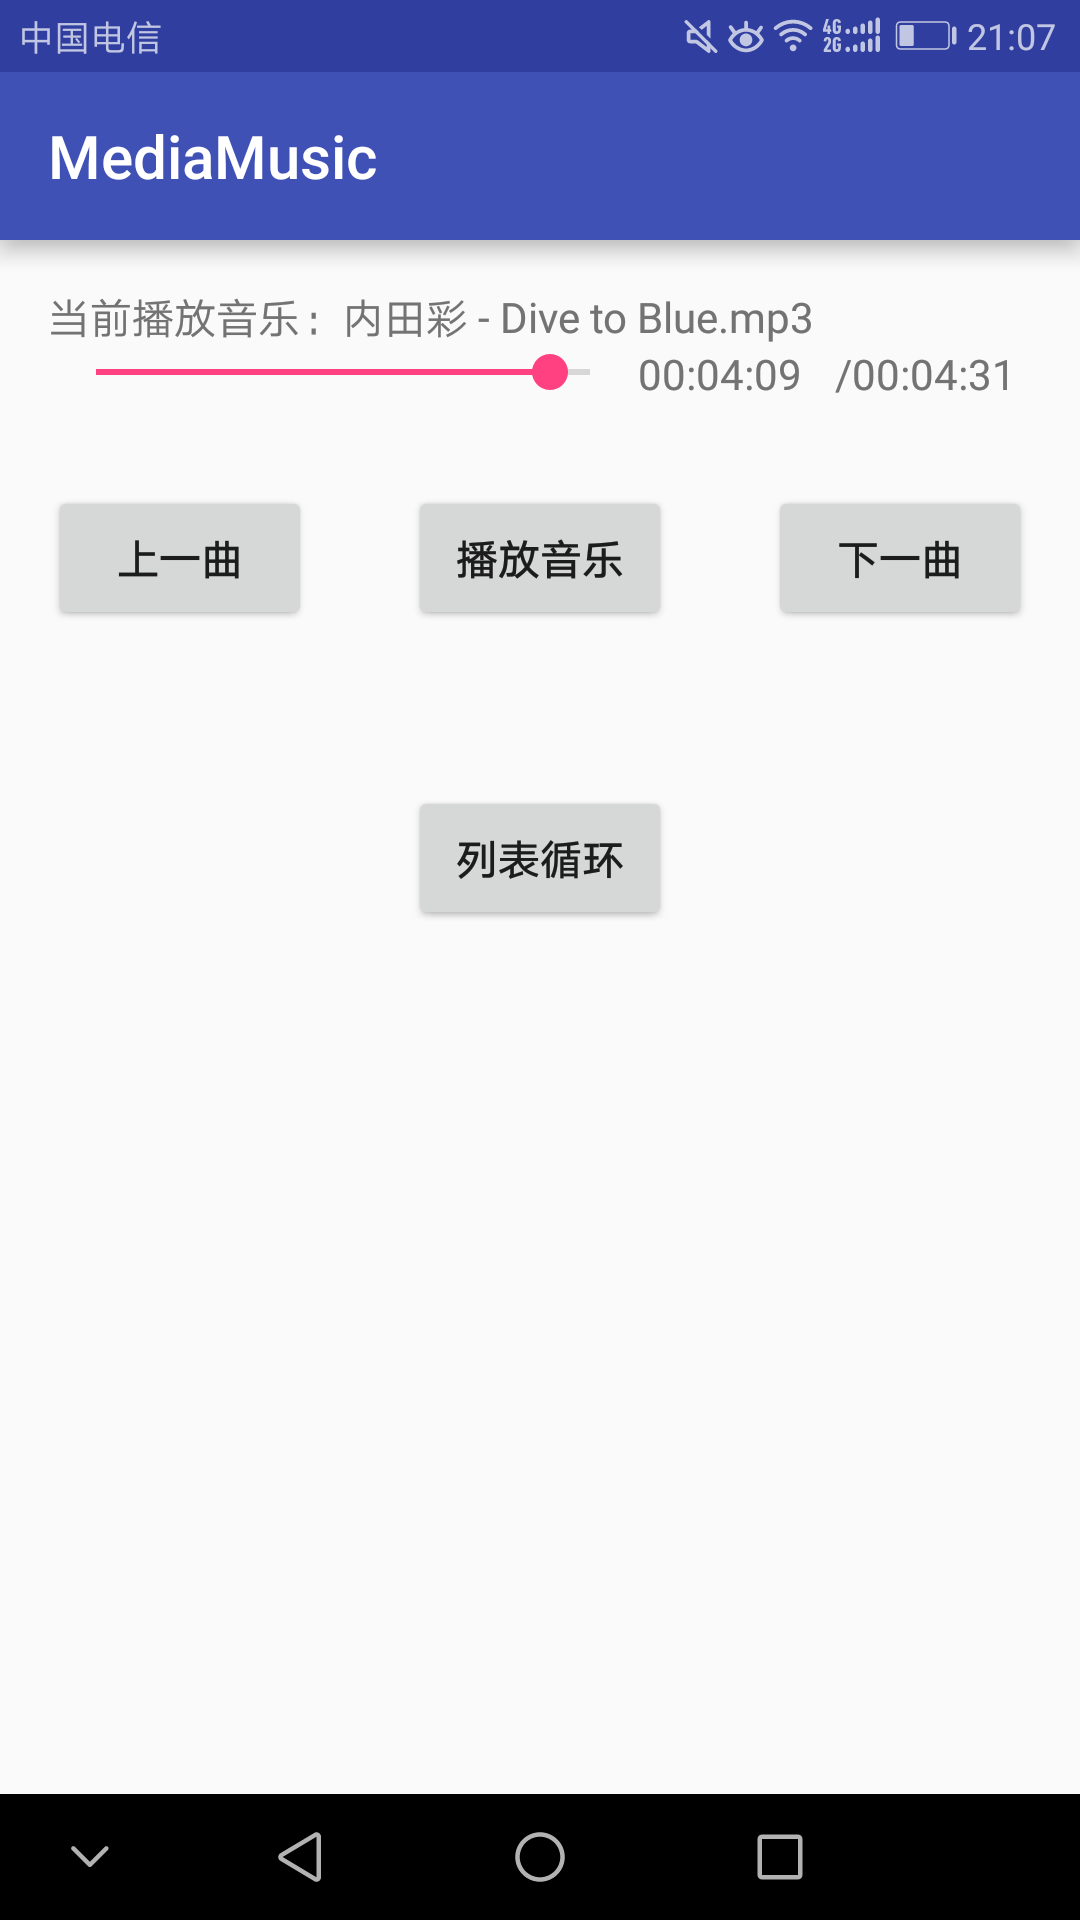 中国电信 4G 2G 21:07
MediaMusic
当前播放音乐：内田彩 - Dive to Blue.mp3
00:04:09 /00:04:31
上一曲 播放音乐 下一曲
列表循环